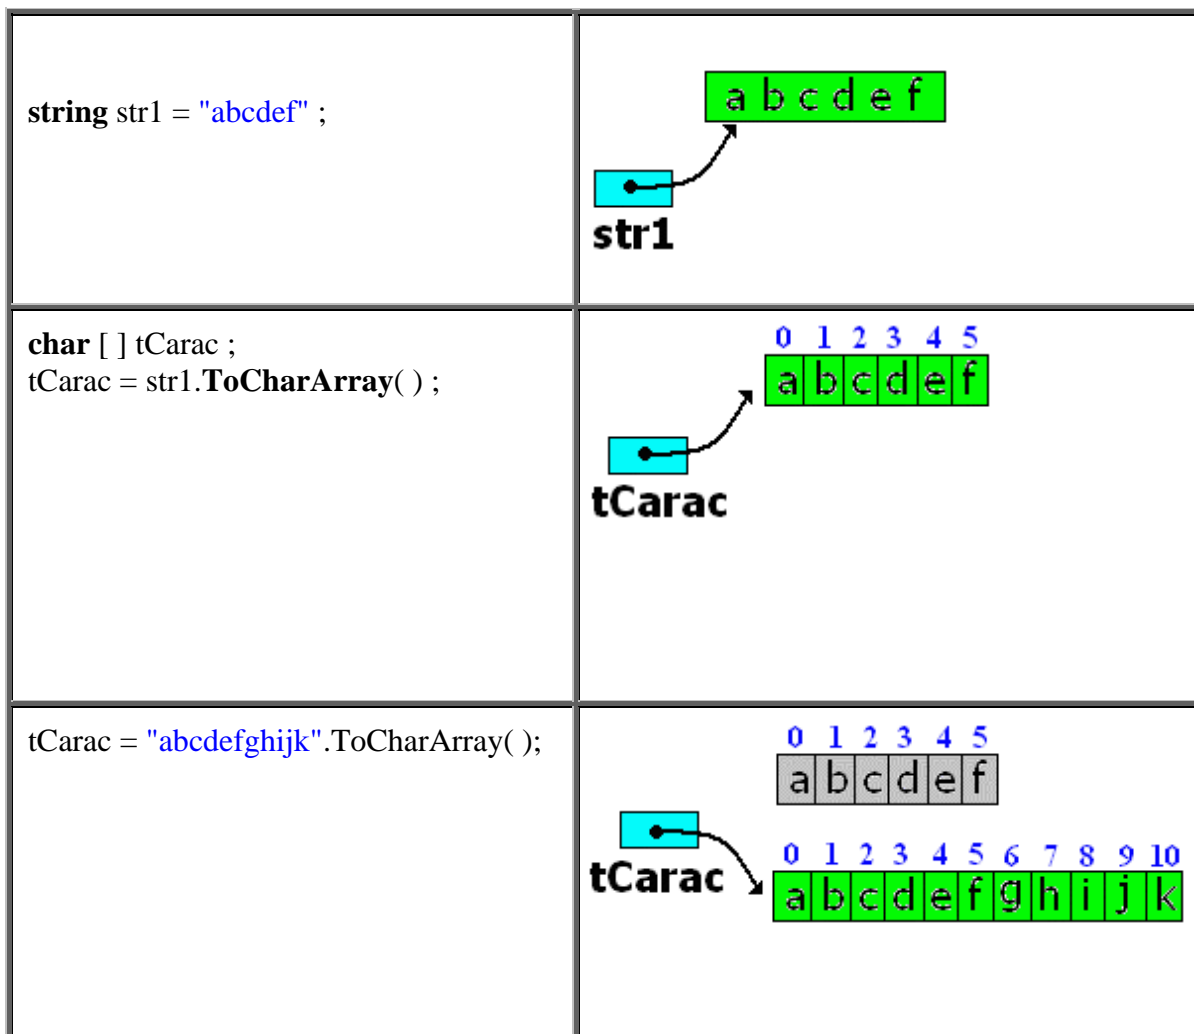 string str1 = "abcdef" ;
a b c d e f
str1
char [ ] tCarac ;
tCarac = str1.ToCharArray( ) ;
0 1 2 3 4 5
a b c d e f
tCarac
tCarac = "abcdefghijk".ToCharArray( );
0 1 2 3 4 5
a b c d e f
tCarac
0 1 2 3 4 5 6 7 8 9 10
a b c d e f g h i j k